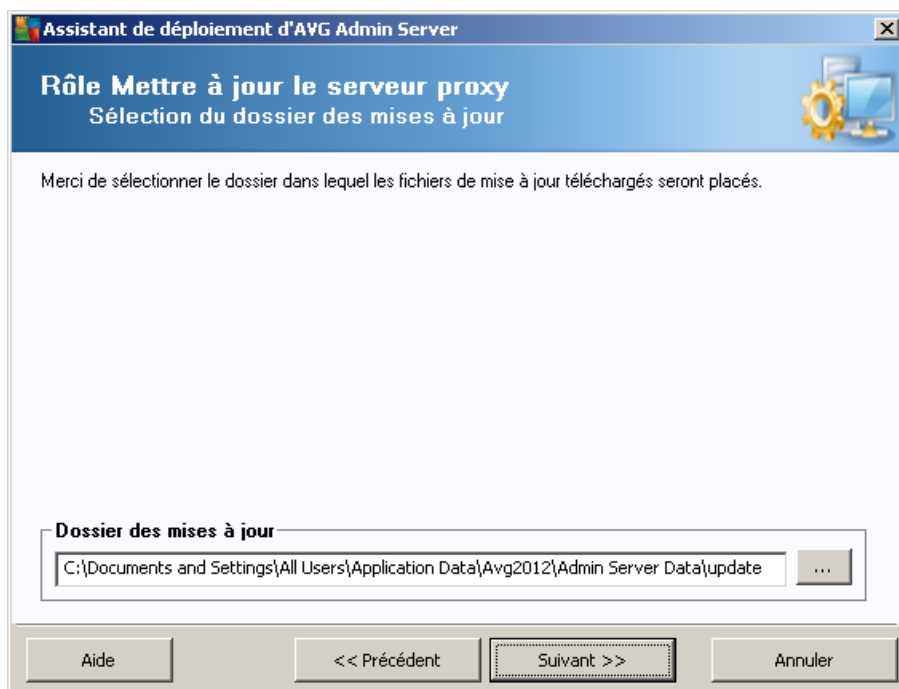 Assistant de déploiement d'AVG Admin Server
Rôle Mettre à jour le serveur proxy
Sélection du dossier des mises à jour
Merci de sélectionner le dossier dans lequel les fichiers de mise à jour téléchargés seront placés.
Dossier des mises à jour
C:\Documents and Settings\All Users\Application Data\Avg2012\Admin Server Data\update
...
Aide
<< Précédent
Suivant >>
Annuler